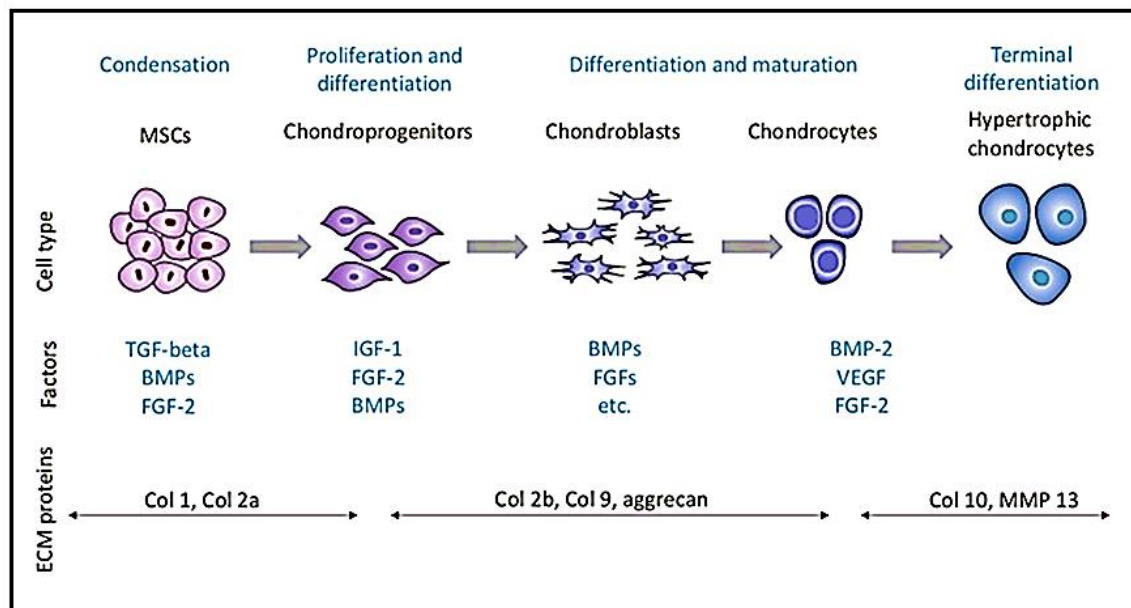 Condensation
Proliferation and
differentiation
Differentiation and maturation
Terminal
differentiation
MSCs
Chondroprogenitors
Chondroblasts
Chondrocytes
Hypertrophic
chondrocytes
Cell type
Factors
TGF-beta
BMPs
FGF-2
IGF-1
FGF-2
BMPs
BMPs
FGFs
etc.
BMP-2
VEGF
FGF-2
ECM proteins
Col 1, Col 2a
Col 2b, Col 9, aggrecan
Col 10, MMP 13